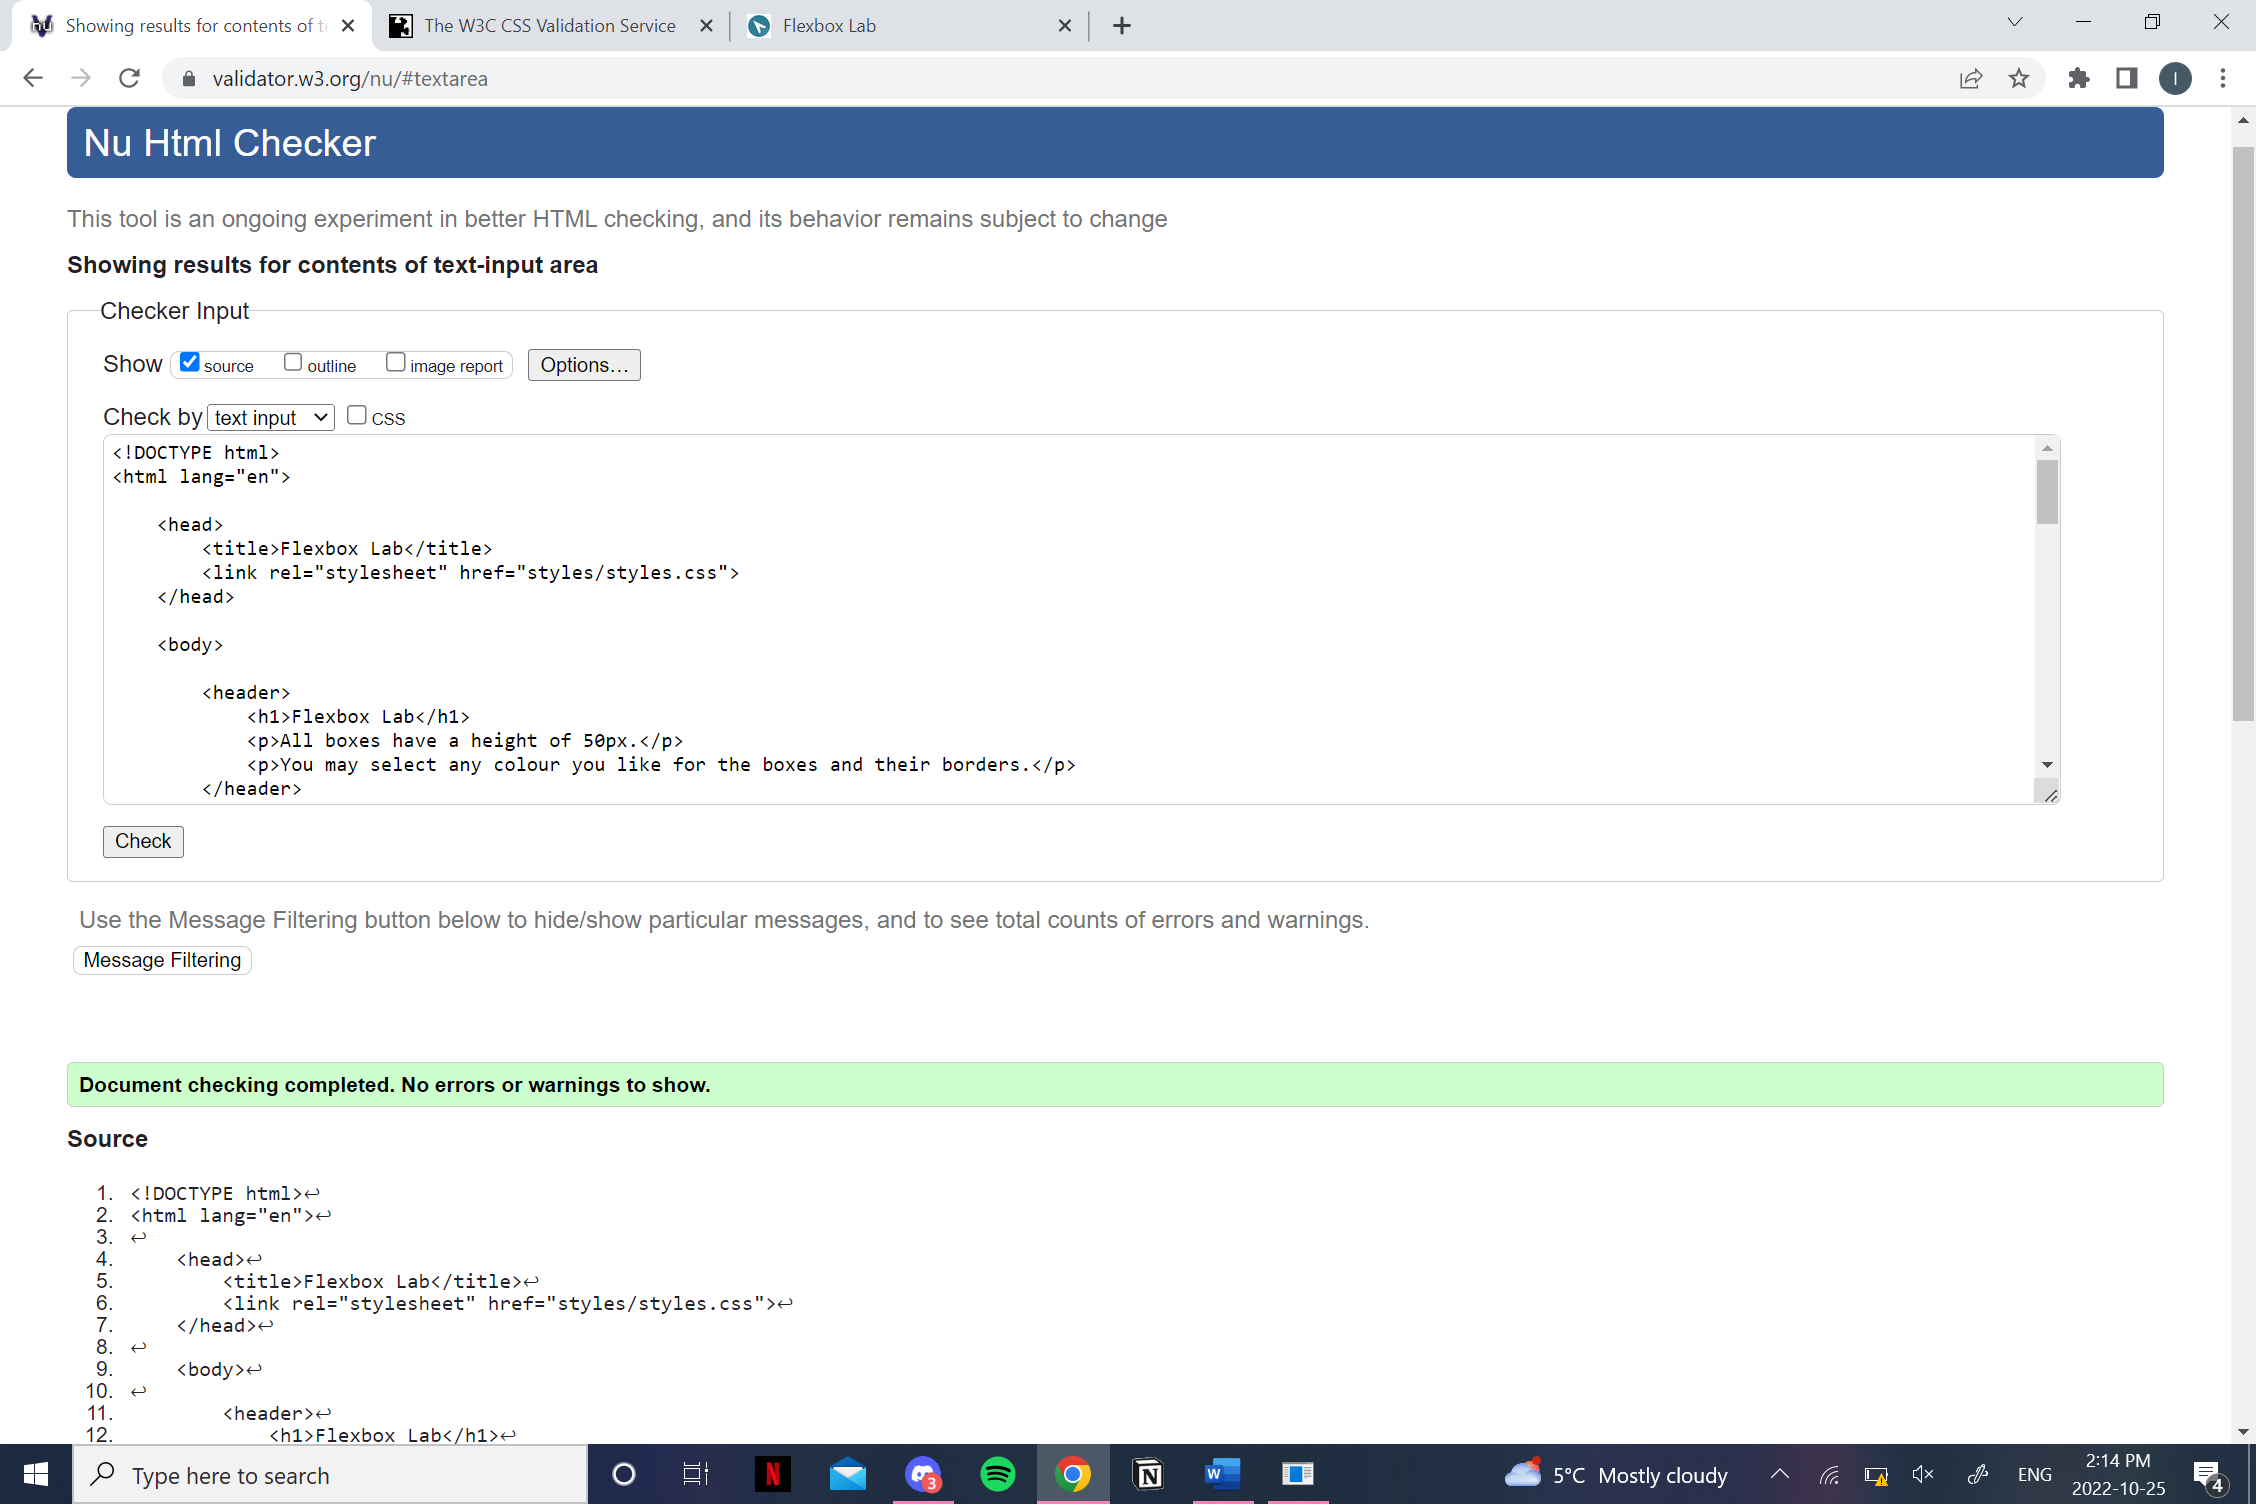 Showing results for contents of te
The W3C CSS Validation Service
Flexbox Lab
validator.w3.org/nu/#textarea
I
Nu Html Checker
This tool is an ongoing experiment in better HTML checking, and its behavior remains subject to change
Showing results for contents of text-input area
Checker Input
Show source outline image report Options...
Check by text input CSS
<!DOCTYPE html>
<html lang="en">
<head>
<title>Flexbox Lab</title>
<link rel="stylesheet" href="styles/styles.css">
</head>
<body>
<header>
<h1>Flexbox Lab</h1>
<p>All boxes have a height of 50px.</p>
<p>You may select any colour you like for the boxes and their borders.</p>
</header>
Check
Use the Message Filtering button below to hide/show particular messages, and to see total counts of errors and warnings.
Message Filtering
Document checking completed. No errors or warnings to show.
Source
1. <!DOCTYPE html>↩
2. <html lang="en">↩
3. ↩
4. <head>↩
5. <title>Flexbox Lab</title>↩
6. <link rel="stylesheet" href="styles/styles.css">↩
7. </head>↩
8. ↩
9. <body>↩
10. ↩
11. <header>↩
12. <h1>Flexbox Lab</h1>↩
Type here to search
N
3
N
W
5°C Mostly cloudy
ENG
2:14 PM
2022-10-25
4